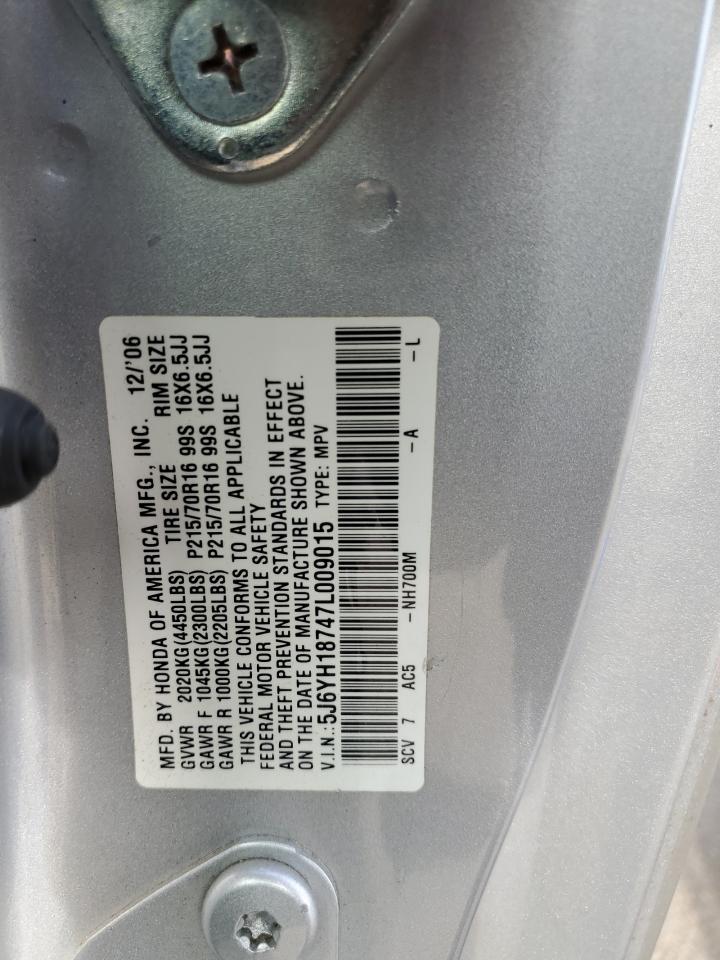 MFD. BY HONDA OF AMERICA MFG., INC. 12/'06
GVWR 2020KG(4450LBS) TIRE SIZE RIM SIZE
GAWR F 1045KG(2300LBS) P215/70R16 99S 16X6.5JJ
GAWR R 1000KG(2205LBS) P215/70R16 99S 16X6.5JJ
THIS VEHICLE CONFORMS TO ALL APPLICABLE
FEDERAL MOTOR VEHICLE SAFETY
AND THEFT PREVENTION STANDARDS IN EFFECT
ON THE DATE OF MANUFACTURE SHOWN ABOVE.
V.I.N.:5J6YH18747L009015 TYPE: MPV
SCV 7 AC5 -NH700M -A -L